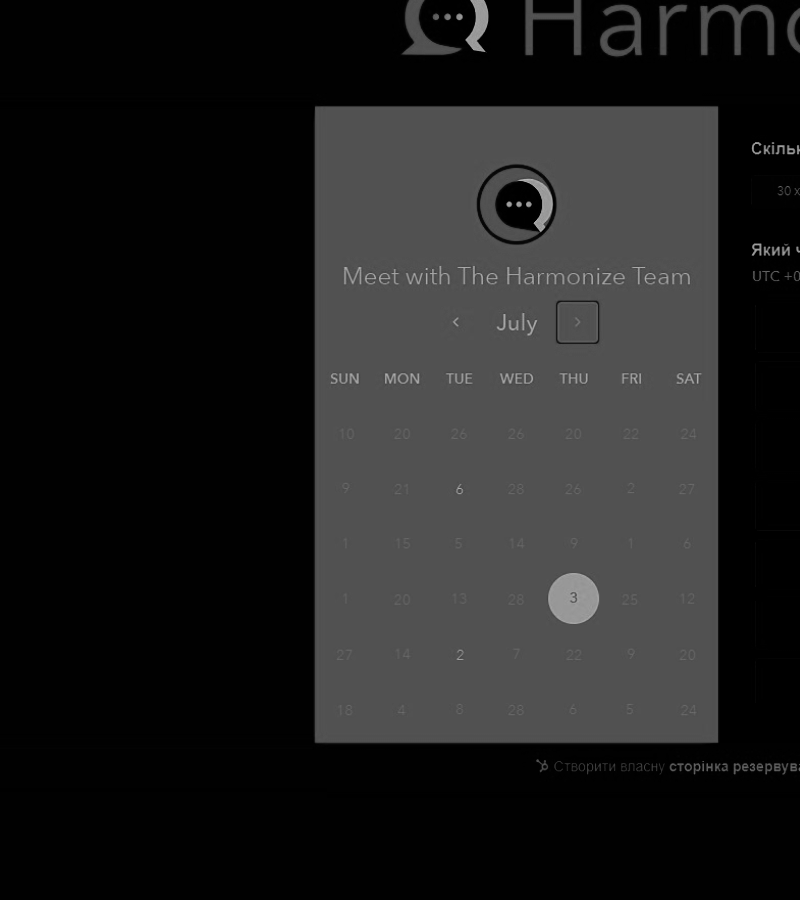 Harmo
Meet with The Harmonize Team
July
SUN MON TUE WED THU FRI SAT
10 20 26 26 20 22 24
9 21 6 28 26 2 27
1 15 5 14 9 1 6
1 20 13 28 3 25 12
27 14 2 7 22 9 20
18 4 8 28 6 5 24
Скільк
30 х
Який ч
UTC +0
Створити власну сторінка резервува